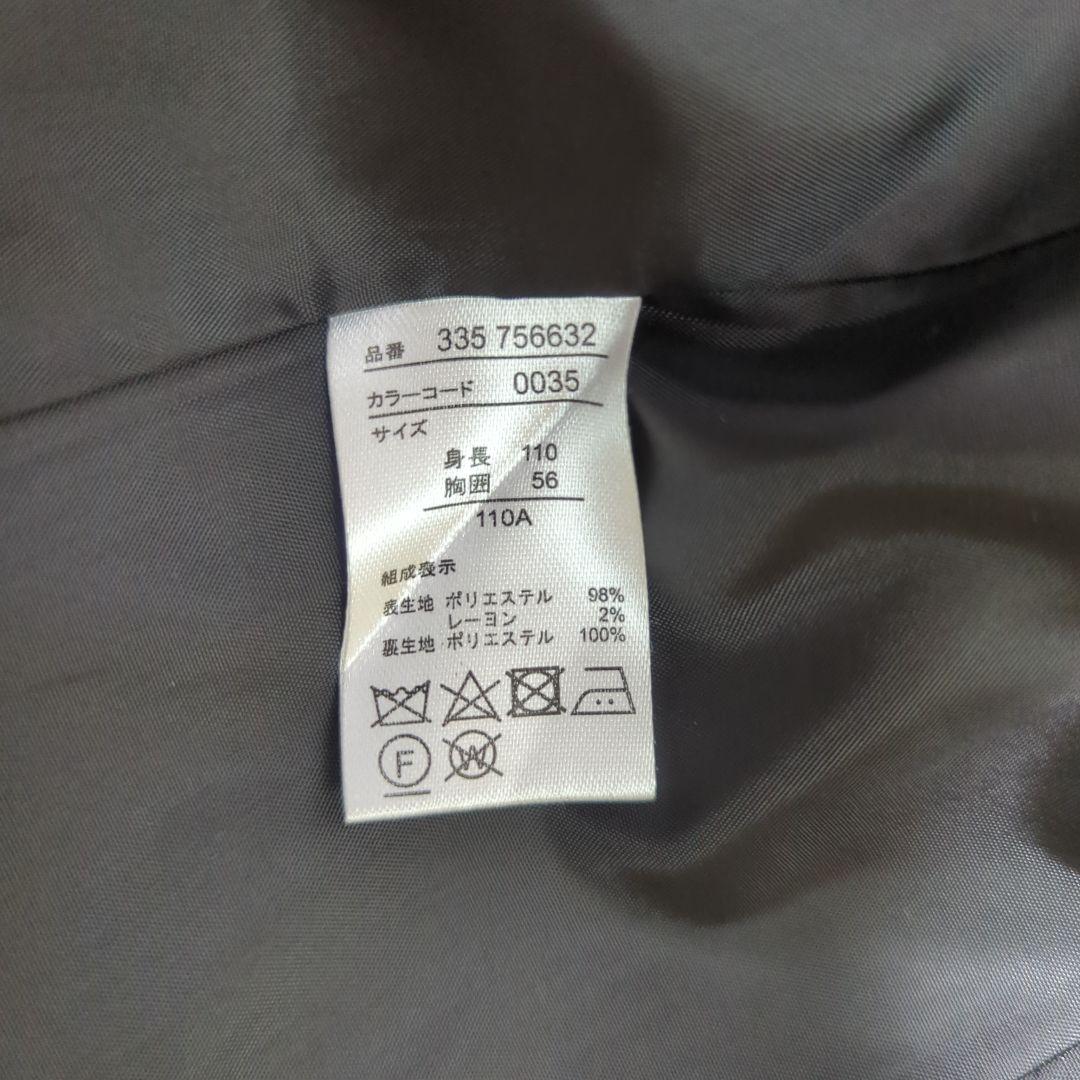 品番 335 756632
カラーコード 0035
サイズ
身長 110
胸囲 56
110A
組成表示
表生地 ポリエステル 98%
レーヨン 2%
裏生地 ポリエステル 100%
F W